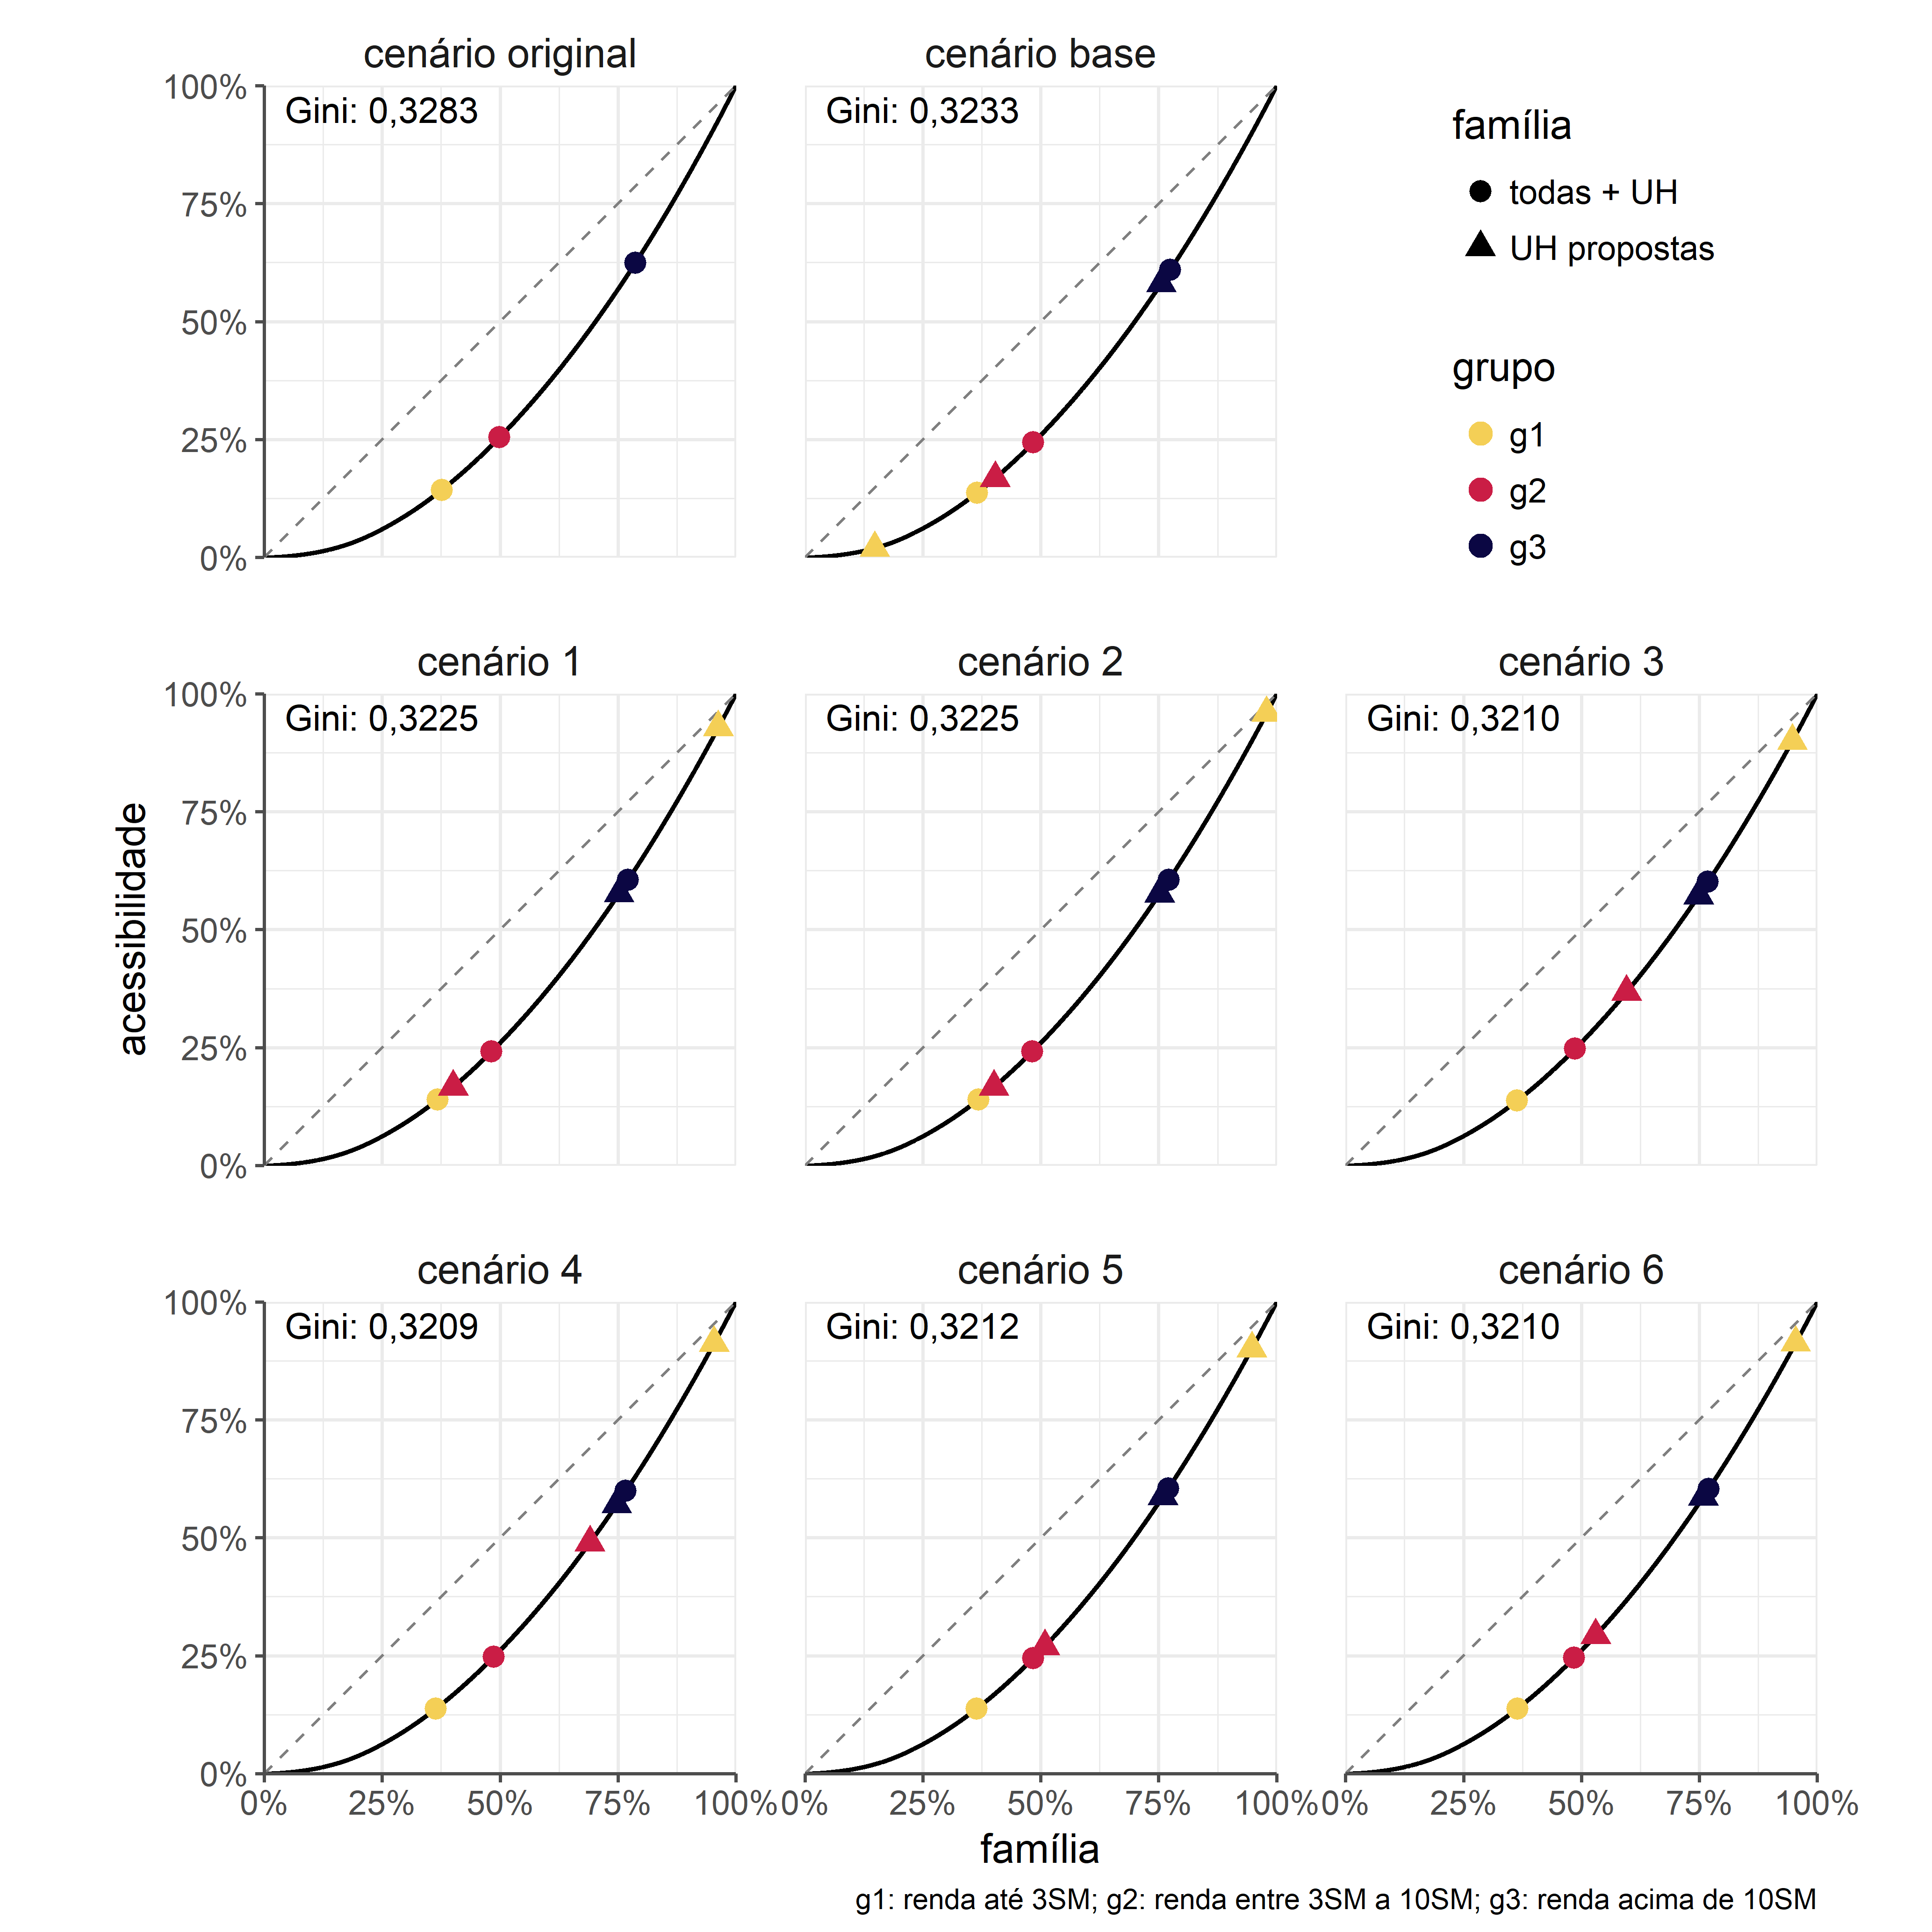 cenário original
cenário base
Gini: 0,3283
Gini: 0,3233
100%
75%
50%
25%
0%
família
todas + UH
UH propostas
grupo
g1
g2
g3
cenário 1
cenário 2
cenário 3
Gini: 0,3225
Gini: 0,3225
Gini: 0,3210
100%
75%
50%
25%
0%
acessibilidade
cenário 4
cenário 5
cenário 6
Gini: 0,3209
Gini: 0,3212
Gini: 0,3210
100%
75%
50%
25%
0%
0% 25% 50% 75% 100%
0% 25% 50% 75% 100%
0% 25% 50% 75% 100%
família
g1: renda até 3SM; g2: renda entre 3SM a 10SM; g3: renda acima de 10SM